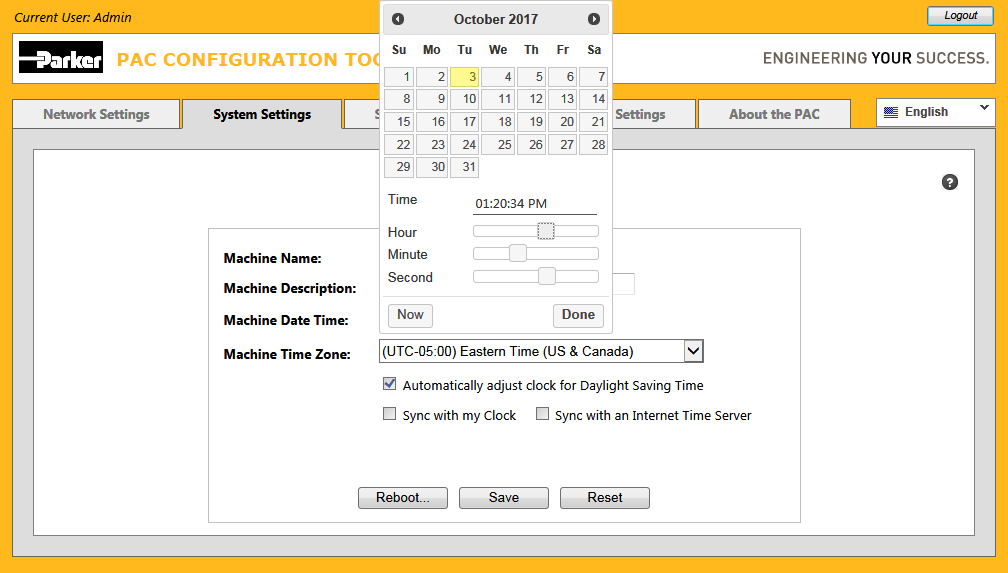 Current User: Admin
Logout
Parker
PAC CONFIGURATION TOO
ENGINEERING YOUR SUCCESS.
Network Settings
System Settings
S
Settings
About the PAC
English
October 2017
Su Mo Tu We Th Fr Sa
1 2 3 4 5 6 7
8 9 10 11 12 13 14
15 16 17 18 19 20 21
22 23 24 25 26 27 28
29 30 31
Time 01:20:34 PM
Hour
Minute
Second
Now Done
?
Machine Name:
Machine Description:
Machine Date Time:
Machine Time Zone: (UTC-05:00) Eastern Time (US & Canada)
Automatically adjust clock for Daylight Saving Time
Sync with my Clock Sync with an Internet Time Server
Reboot... Save Reset